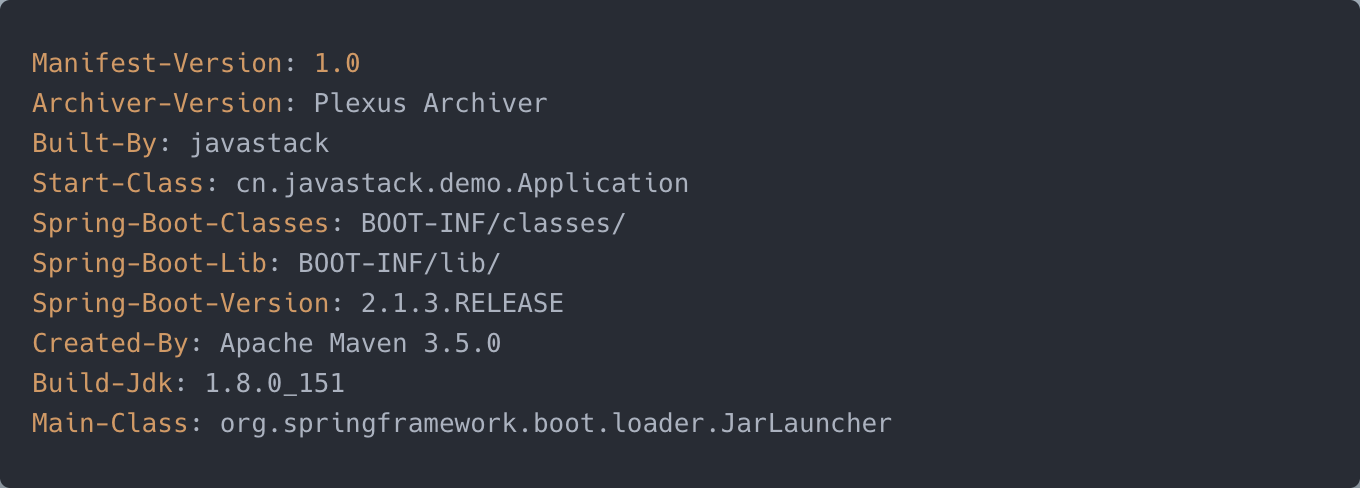 Manifest-Version: 1.0
Archiver-Version: Plexus Archiver
Built-By: javastack
Start-Class: cn.javastack.demo.Application
Spring-Boot-Classes: BOOT-INF/classes/
Spring-Boot-Lib: BOOT-INF/lib/
Spring-Boot-Version: 2.1.3.RELEASE
Created-By: Apache Maven 3.5.0
Build-Jdk: 1.8.0_151
Main-Class: org.springframework.boot.loader.JarLauncher